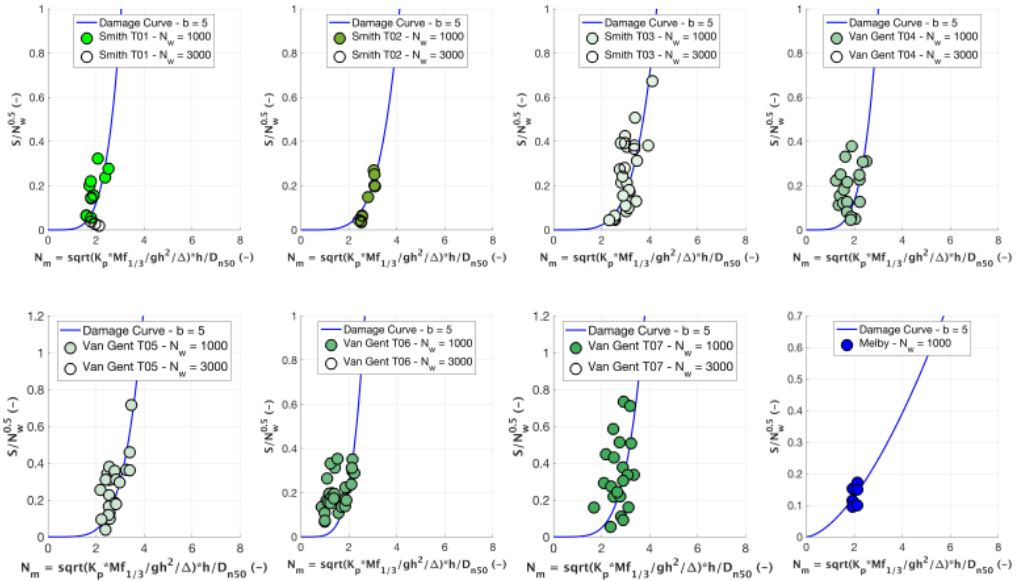 Damage Curve - b = 5
Smith T01 - N_w = 1000
Smith T01 - N_w = 3000
S/N_w^0.5 (-)
1
0.8
0.6
0.4
0.2
0
0 2 4 6 8
N_m = sqrt(K_p*Mf_1/3/gh^2/Δ)*h/D_n50 (-)
Damage Curve - b = 5
Smith T02 - N_w = 1000
Smith T02 - N_w = 3000
S/N_w^0.5 (-)
1
0.8
0.6
0.4
0.2
0
0 2 4 6 8
N_m = sqrt(K_p*Mf_1/3/gh^2/Δ)*h/D_n50 (-)
Damage Curve - b = 5
Smith T03 - N_w = 1000
Smith T03 - N_w = 3000
S/N_w^0.5 (-)
1
0.8
0.6
0.4
0.2
0
0 2 4 6 8
N_m = sqrt(K_p*Mf_1/3/gh^2/Δ)*h/D_n50 (-)
Damage Curve - b = 5
Van Gent T04 - N_w = 1000
Van Gent T04 - N_w = 3000
S/N_w^0.5 (-)
1
0.8
0.6
0.4
0.2
0
0 2 4 6 8
N_m = sqrt(K_p*Mf_1/3/gh^2/Δ)*h/D_n50 (-)
Damage Curve - b = 5
Van Gent T05 - N_w = 1000
Van Gent T05 - N_w = 3000
S/N_w^0.5 (-)
1.2
1
0.8
0.6
0.4
0.2
0
0 2 4 6 8
N_m = sqrt(K_p*Mf_1/3/gh^2/Δ)*h/D_n50 (-)
Damage Curve - b = 5
Van Gent T06 - N_w = 1000
Van Gent T06 - N_w = 3000
S/N_w^0.5 (-)
1
0.8
0.6
0.4
0.2
0
0 2 4 6 8
N_m = sqrt(K_p*Mf_1/3/gh^2/Δ)*h/D_n50 (-)
Damage Curve - b = 5
Van Gent T07 - N_w = 1000
Van Gent T07 - N_w = 3000
S/N_w^0.5 (-)
1.2
1
0.8
0.6
0.4
0.2
0
0 2 4 6 8
N_m = sqrt(K_p*Mf_1/3/gh^2/Δ)*h/D_n50 (-)
Damage Curve - b = 5
Melby - N_w = 1000
S/N_w^0.5 (-)
0.7
0.6
0.5
0.4
0.3
0.2
0.1
0
0 2 4 6 8
N_m = sqrt(K_p*Mf_1/3/gh^2/Δ)*h/D_n50 (-)